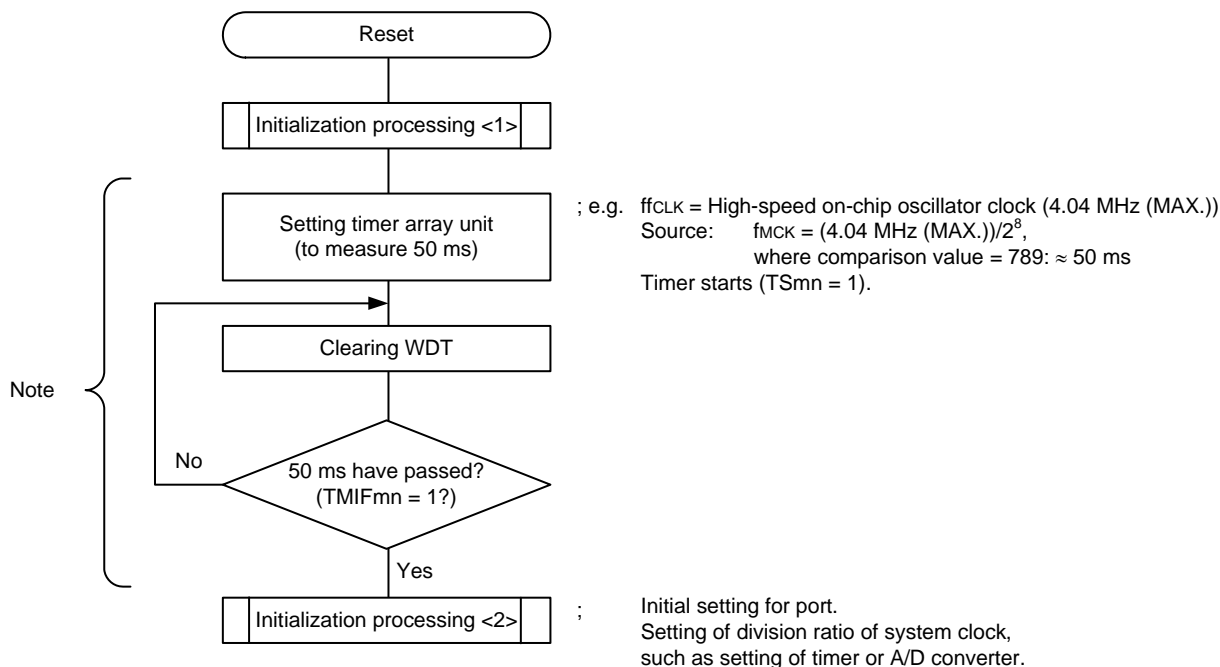 Reset
Initialization processing <1>
Setting timer array unit
(to measure 50 ms)
; e.g. ffCLK = High-speed on-chip oscillator clock (4.04 MHz (MAX.))
Source: fMCK = (4.04 MHz (MAX.))/2⁸,
where comparison value = 789: ≈ 50 ms
Timer starts (TSmn = 1).
Clearing WDT
Note
No
50 ms have passed?
(TMIFmn = 1?)
Yes
Initialization processing <2>
; Initial setting for port.
Setting of division ratio of system clock,
such as setting of timer or A/D converter.